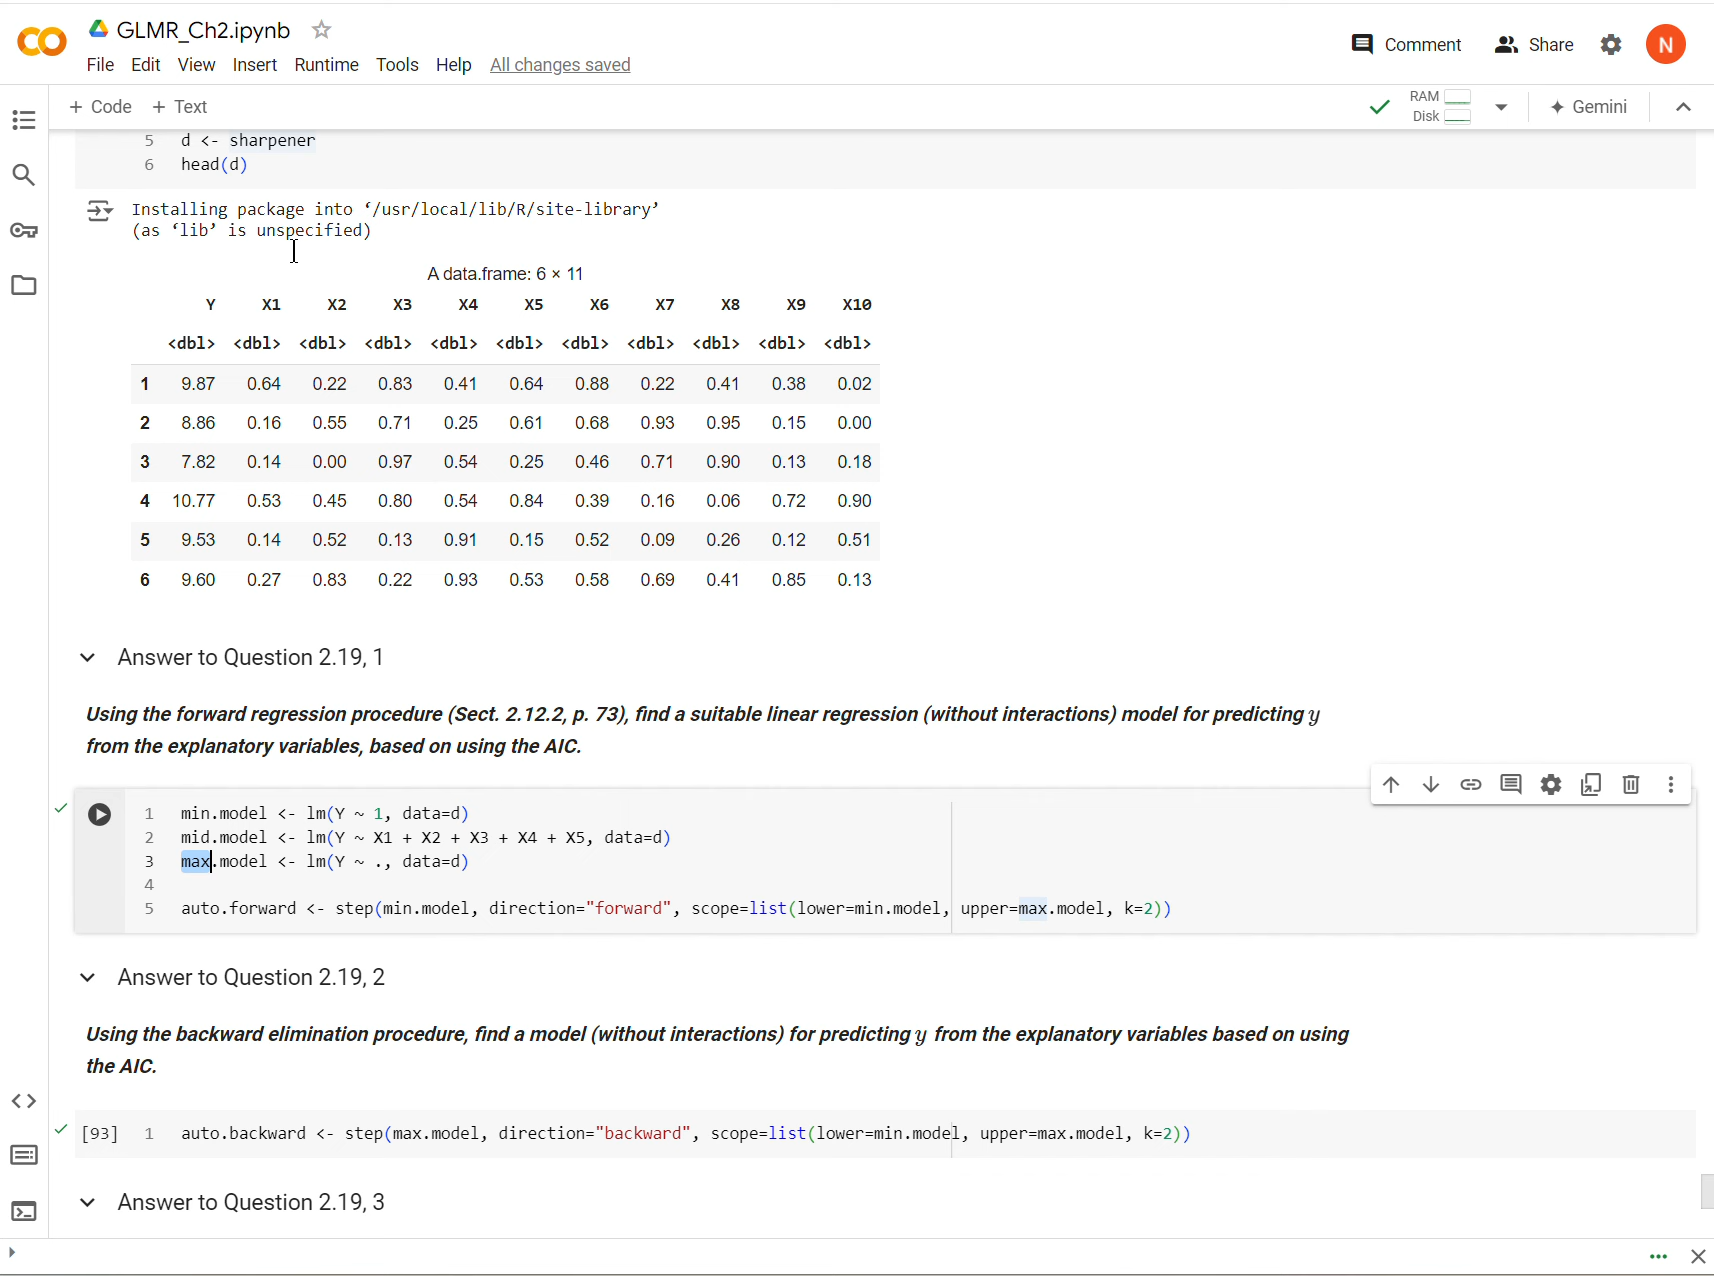 GLMR_Ch2.ipynb
Comment
Share
N
File Edit View Insert Runtime Tools Help All changes saved
+ Code + Text
RAM
Disk
Gemini
5 d <- sharpener
6 head(d)
Installing package into ‘/usr/local/lib/R/site-library’
(as ‘lib’ is unspecified)
A data.frame: 6 × 11
Y X1 X2 X3 X4 X5 X6 X7 X8 X9 X10
<dbl> <dbl> <dbl> <dbl> <dbl> <dbl> <dbl> <dbl> <dbl> <dbl> <dbl>
1 9.87 0.64 0.22 0.83 0.41 0.64 0.88 0.22 0.41 0.38 0.02
2 8.86 0.16 0.55 0.71 0.25 0.61 0.68 0.93 0.95 0.15 0.00
3 7.82 0.14 0.00 0.97 0.54 0.25 0.46 0.71 0.90 0.13 0.18
4 10.77 0.53 0.45 0.80 0.54 0.84 0.39 0.16 0.06 0.72 0.90
5 9.53 0.14 0.52 0.13 0.91 0.15 0.52 0.09 0.26 0.12 0.51
6 9.60 0.27 0.83 0.22 0.93 0.53 0.58 0.69 0.41 0.85 0.13
Answer to Question 2.19, 1
Using the forward regression procedure (Sect. 2.12.2, p. 73), find a suitable linear regression (without interactions) model for predicting y
from the explanatory variables, based on using the AIC.
1 min.model <- lm(Y ~ 1, data=d)
2 mid.model <- lm(Y ~ X1 + X2 + X3 + X4 + X5, data=d)
3 max.model <- lm(Y ~ ., data=d)
4
5 auto.forward <- step(min.model, direction="forward", scope=list(lower=min.model, upper=max.model, k=2))
Answer to Question 2.19, 2
Using the backward elimination procedure, find a model (without interactions) for predicting y from the explanatory variables based on using
the AIC.
[93] 1 auto.backward <- step(max.model, direction="backward", scope=list(lower=min.model, upper=max.model, k=2))
Answer to Question 2.19, 3